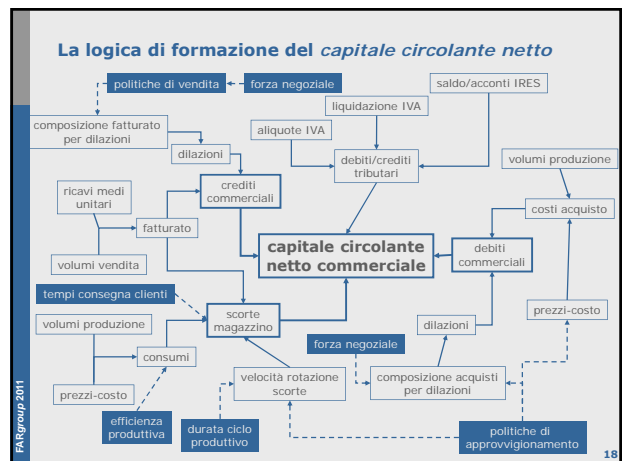 La logica di formazione del capitale circolante netto
politiche di vendita
forza negoziale
saldo/acconti IRES
liquidazione IVA
composizione fatturato
per dilazioni
aliquote IVA
dilazioni
debiti/crediti
tributari
volumi produzione
ricavi medi
unitari
crediti
commerciali
costi acquisto
fatturato
capitale circolante
netto commerciale
debiti
commerciali
volumi vendita
tempi consegna clienti
scorte
magazzino
prezzi-costo
volumi produzione
dilazioni
forza negoziale
consumi
velocità rotazione
scorte
composizione acquisti
per dilazioni
prezzi-costo
efficienza
produttiva
durata ciclo
produttivo
politiche di
approvvigionamento
FARgroup 2011
18